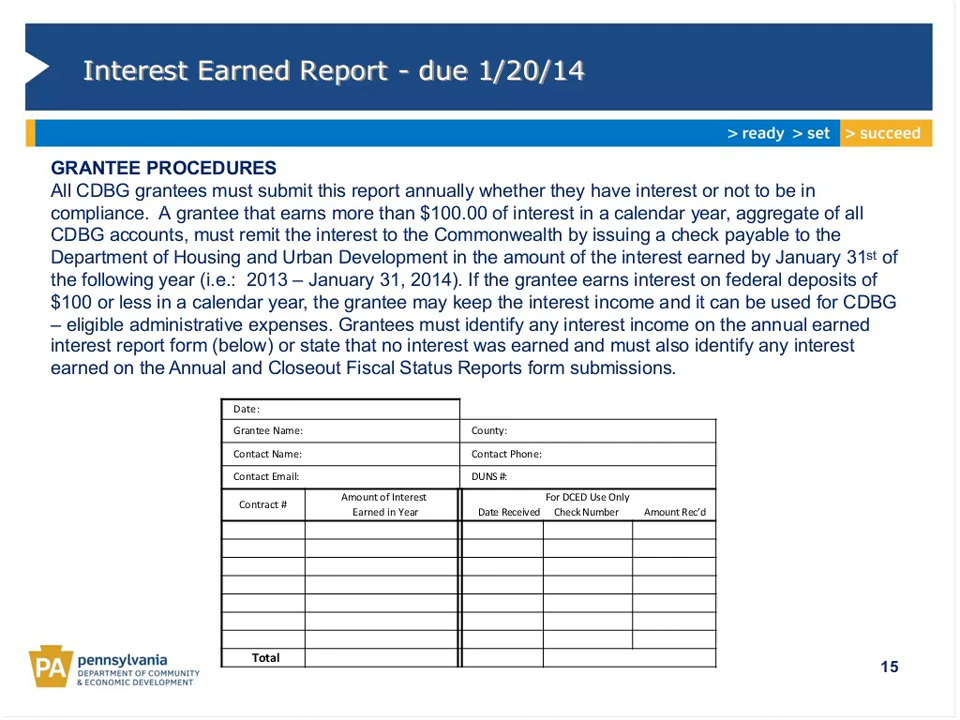 Interest Earned Report - due 1/20/14
> ready > set > succeed
GRANTEE PROCEDURES
All CDBG grantees must submit this report annually whether they have interest or not to be in
compliance.  A grantee that earns more than $100.00 of interest in a calendar year, aggregate of all
CDBG accounts, must remit the interest to the Commonwealth by issuing a check payable to the
Department of Housing and Urban Development in the amount of the interest earned by January 31st of
the following year (i.e.:  2013 – January 31, 2014). If the grantee earns interest on federal deposits of
$100 or less in a calendar year, the grantee may keep the interest income and it can be used for CDBG
– eligible administrative expenses. Grantees must identify any interest income on the annual earned
interest report form (below) or state that no interest was earned and must also identify any interest
earned on the Annual and Closeout Fiscal Status Reports form submissions.
Date:
Grantee Name: County:
Contact Name: Contact Phone:
Contact Email: DUNS #:
Contract #
Amount of Interest
Earned in Year
For DCED Use Only
Date Received Check Number Amount Rec'd
Total
PA pennsylvania
DEPARTMENT OF COMMUNITY
& ECONOMIC DEVELOPMENT
15